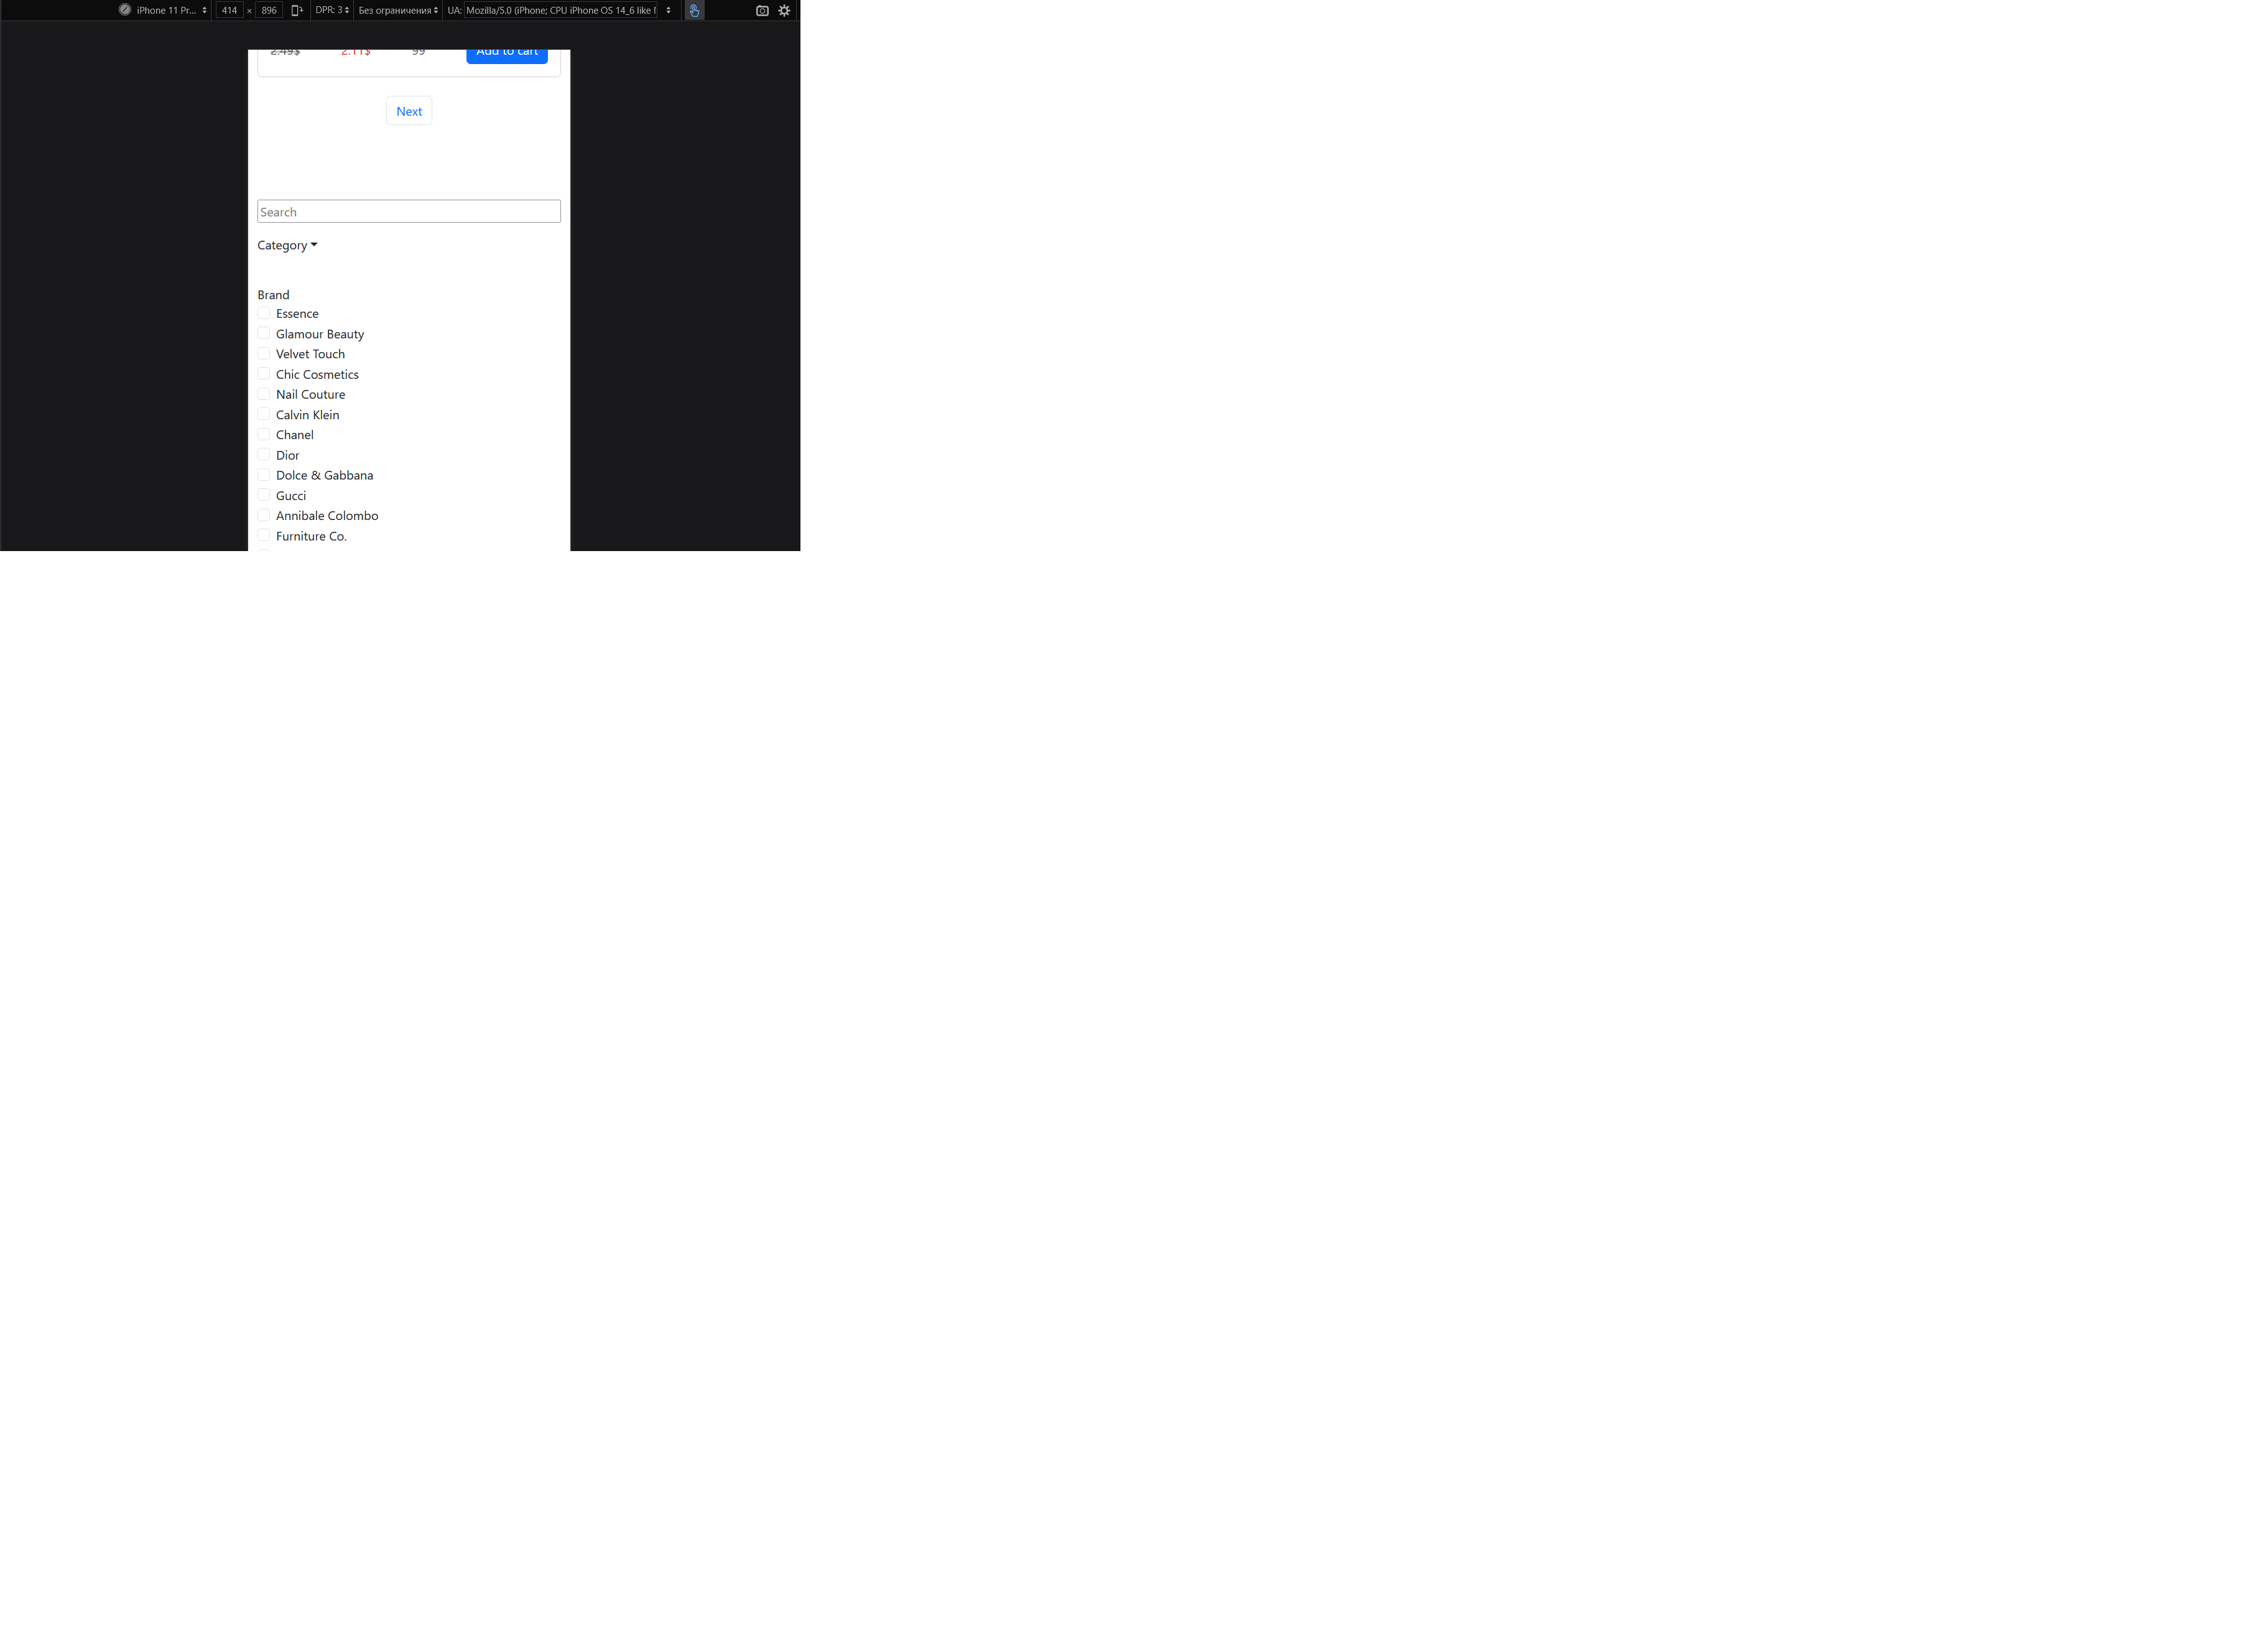 iPhone 11 Pr... 414 × 896 DPR: 3 Без ограничения UA: Mozilla/5.0 (iPhone; CPU iPhone OS 14_6 like
2.49$ 2.11$ 99 Add to cart
Next
Search
Category
Brand
Essence
Glamour Beauty
Velvet Touch
Chic Cosmetics
Nail Couture
Calvin Klein
Chanel
Dior
Dolce & Gabbana
Gucci
Annibale Colombo
Furniture Co.